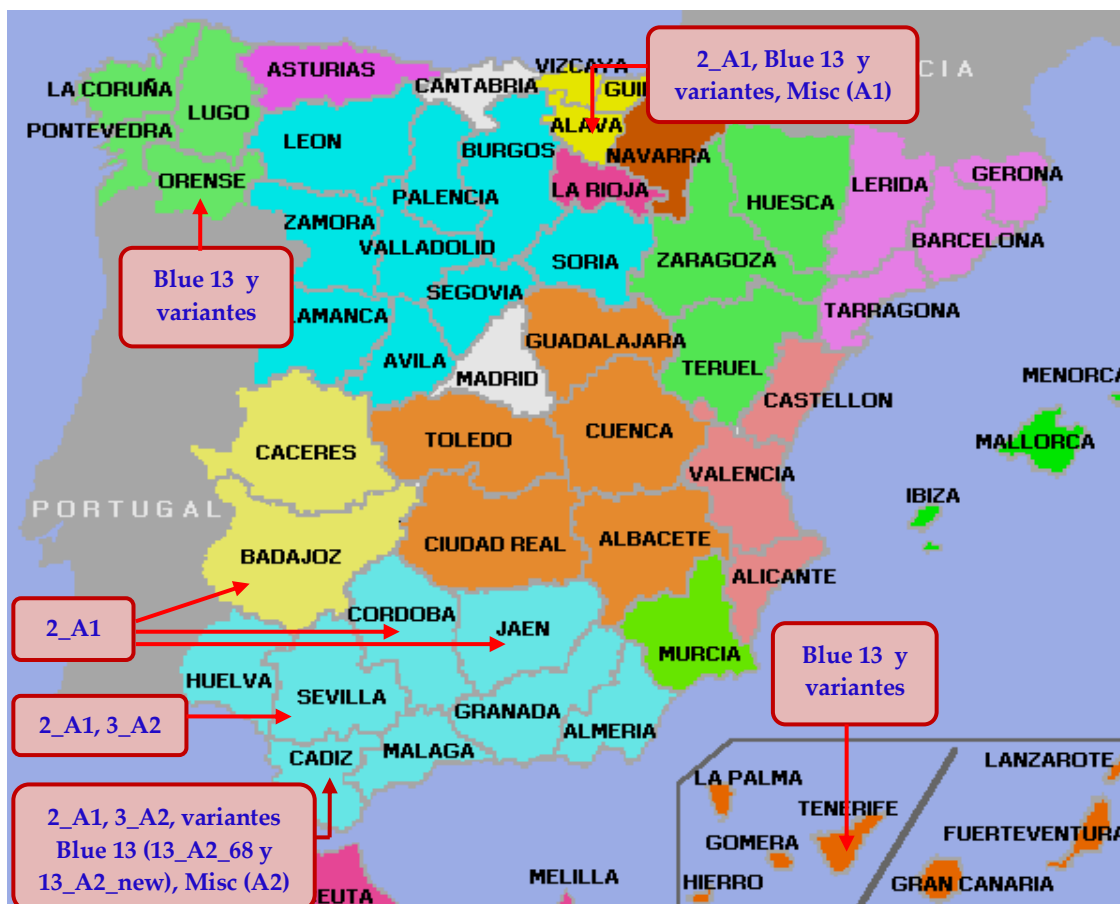 2_A1, Blue 13 y
variantes, Misc (A1)
CIA
VIZCAYA
ASTURIAS
CANTABRIA
GUI
LA CORUÑA
LUGO
PONTEVEDRA
ALAVA
LEON
BURGOS
NAVARRA
GERONA
ORENSE
LA RIOJA
LERIDA
PALENCIA
HUESCA
ZAMORA
BARCELONA
VALLADOLID
SORIA
ZARAGOZA
Blue 13 y
variantes
SEGOVIA
AMANCA
TARRAGONA
GUADALAJARA
AVILA
TERUEL
MADRID
MENORCA
CASTELLON
CUENCA
TOLEDO
MALLORCA
CACERES
VALENCIA
IBIZA
PORTUGAL
ALBACETE
CIUDAD REAL
BADAJOZ
ALICANTE
CORDOBA
2_A1
JAEN
MURCIA
Blue 13 y
variantes
HUELVA
SEVILLA
GRANADA
2_A1, 3_A2
ALMERIA
MALAGA
CADIZ
LANZAROTE
LA PALMA
TENERIFE
2_A1, 3_A2, variantes
Blue 13 (13_A2_68 y
13_A2_new), Misc (A2)
FUERTEVENTURA
GOMERA
MELILLA
HIERRO
GRAN CANARIA
EUTA